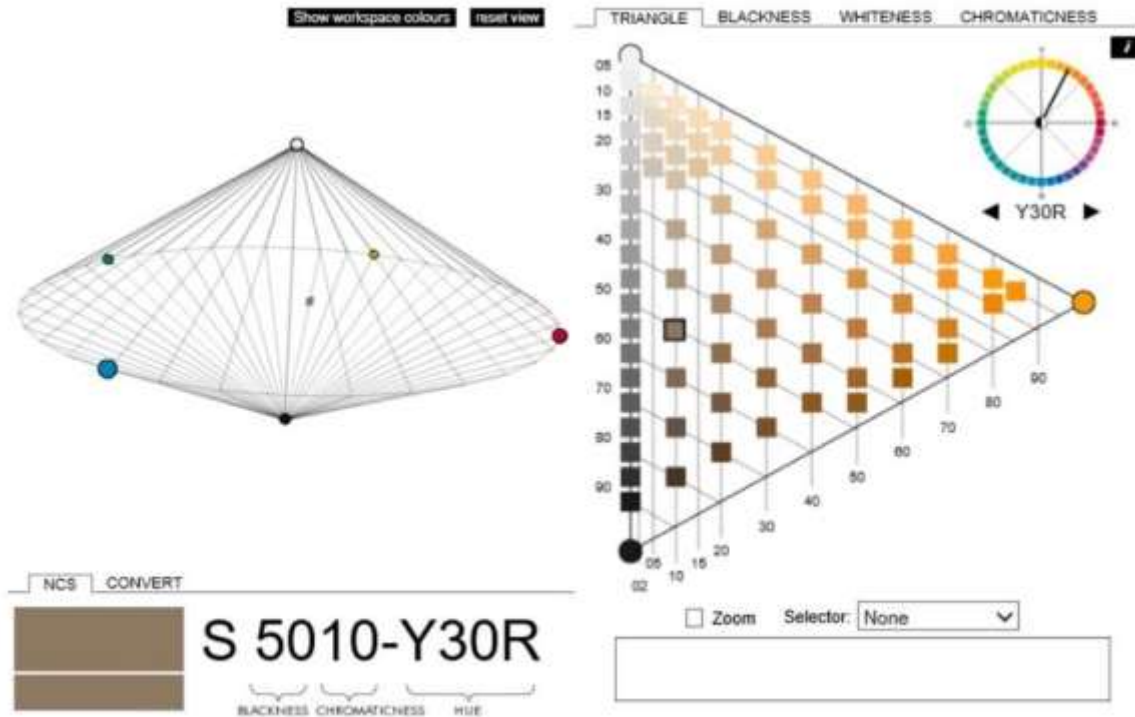 Show workspace colours reset view
TRIANGLE BLACKNESS WHITENESS CHROMATICNESS
i
05
10
15
20
30
40
50
60
70
80
90
Y30R
90
80
70
60
50
40
30
20
15
10
05
02
NCS CONVERT
S 5010-Y30R
BLACKNESS CHROMATICNESS HUE
Zoom Selector: None